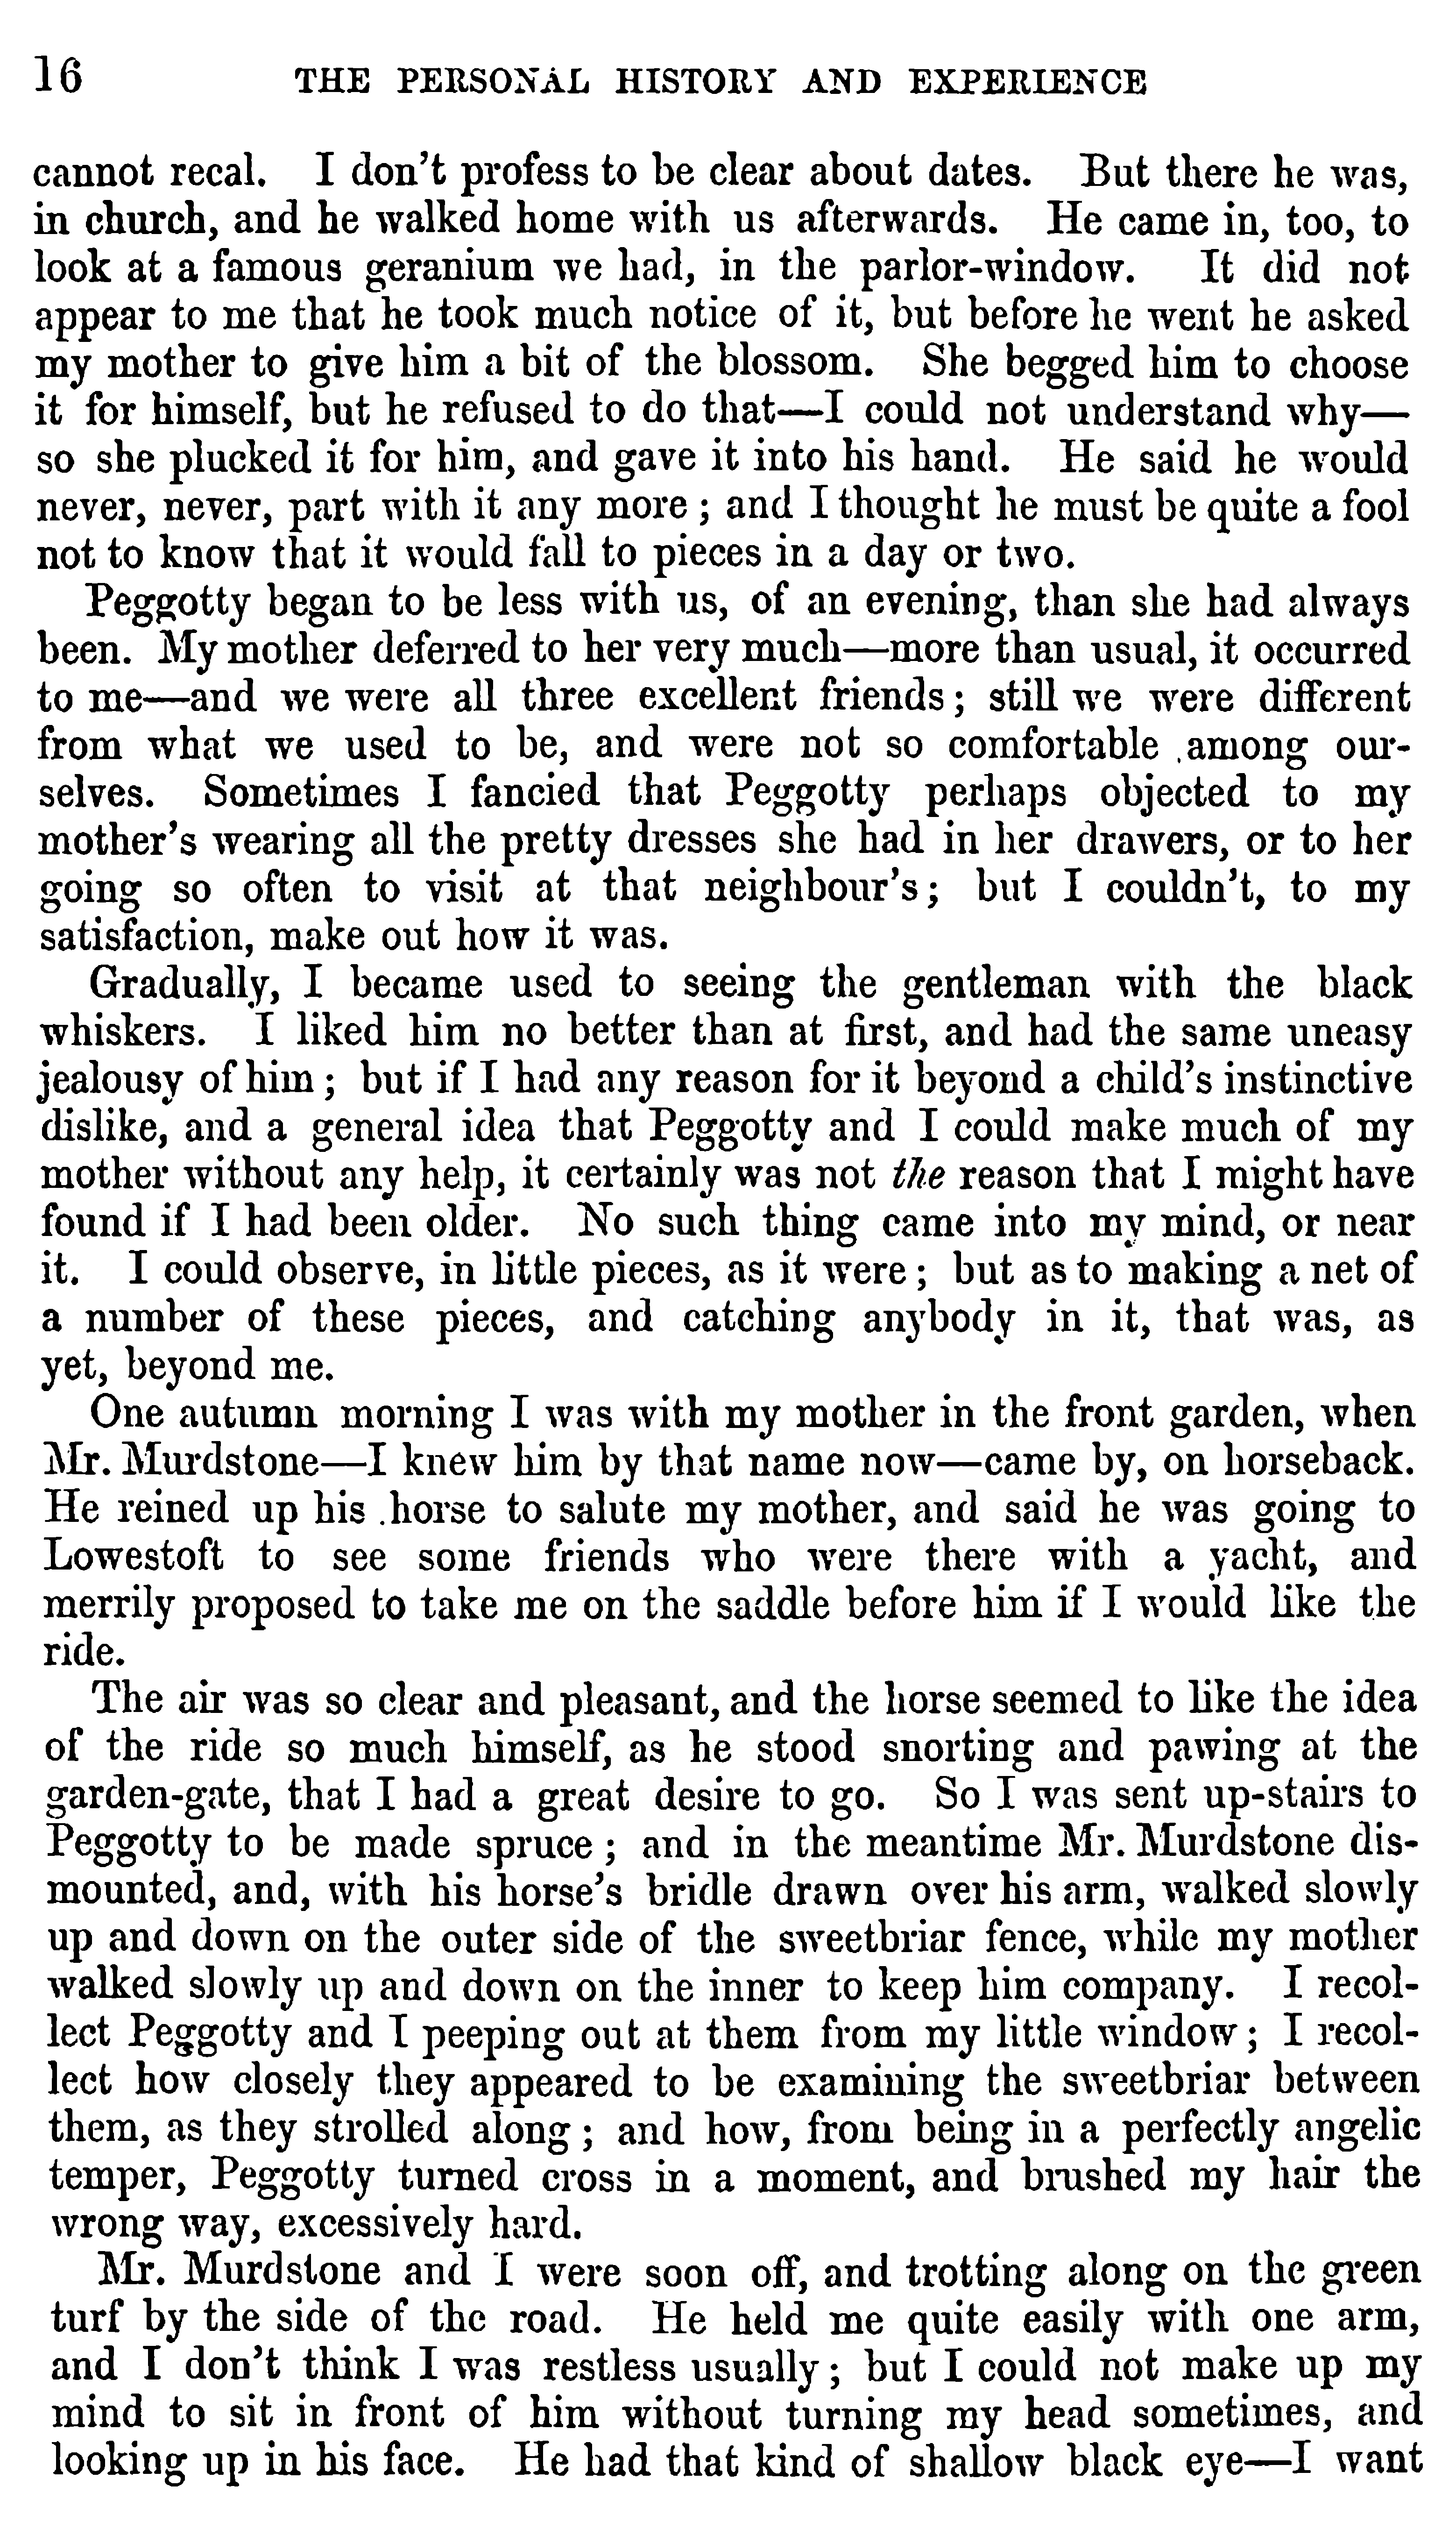 16 THE PERSONAL HISTORY AND EXPERIENCE
cannot recal. I don't profess to be clear about dates. But there he was,
in church, and he walked home with us afterwards. He came in, too, to
look at a famous geranium we had, in the parlor-window. It did not
appear to me that he took much notice of it, but before he went he asked
my mother to give him a bit of the blossom. She begged him to choose
it for himself, but he refused to do that—I could not understand why—
so she plucked it for him, and gave it into his hand. He said he would
never, never, part with it any more ; and I thought he must be quite a fool
not to know that it would fall to pieces in a day or two.
Peggotty began to be less with us, of an evening, than she had always
been. My mother deferred to her very much—more than usual, it occurred
to me—and we were all three excellent friends ; still we were different
from what we used to be, and were not so comfortable among our-
selves. Sometimes I fancied that Peggotty perhaps objected to my
mother's wearing all the pretty dresses she had in her drawers, or to her
going so often to visit at that neighbour's ; but I couldn't, to my
satisfaction, make out how it was.
Gradually, I became used to seeing the gentleman with the black
whiskers. I liked him no better than at first, and had the same uneasy
jealousy of him ; but if I had any reason for it beyond a child's instinctive
dislike, and a general idea that Peggotty and I could make much of my
mother without any help, it certainly was not the reason that I might have
found if I had been older. No such thing came into my mind, or near
it. I could observe, in little pieces, as it were ; but as to making a net of
a number of these pieces, and catching anybody in it, that was, as
yet, beyond me.
One autumn morning I was with my mother in the front garden, when
Mr. Murdstone—I knew him by that name now—came by, on horseback.
He reined up his horse to salute my mother, and said he was going to
Lowestoft to see some friends who were there with a yacht, and
merrily proposed to take me on the saddle before him if I would like the
ride.
The air was so clear and pleasant, and the horse seemed to like the idea
of the ride so much himself, as he stood snorting and pawing at the
garden-gate, that I had a great desire to go. So I was sent up-stairs to
Peggotty to be made spruce ; and in the meantime Mr. Murdstone dis-
mounted, and, with his horse's bridle drawn over his arm, walked slowly
up and down on the outer side of the sweetbriar fence, while my mother
walked slowly up and down on the inner to keep him company. I recol-
lect Peggotty and I peeping out at them from my little window ; I recol-
lect how closely they appeared to be examining the sweetbriar between
them, as they strolled along ; and how, from being in a perfectly angelic
temper, Peggotty turned cross in a moment, and brushed my hair the
wrong way, excessively hard.
Mr. Murdstone and I were soon off, and trotting along on the green
turf by the side of the road. He held me quite easily with one arm,
and I don't think I was restless usually ; but I could not make up my
mind to sit in front of him without turning my head sometimes, and
looking up in his face. He had that kind of shallow black eye—I want